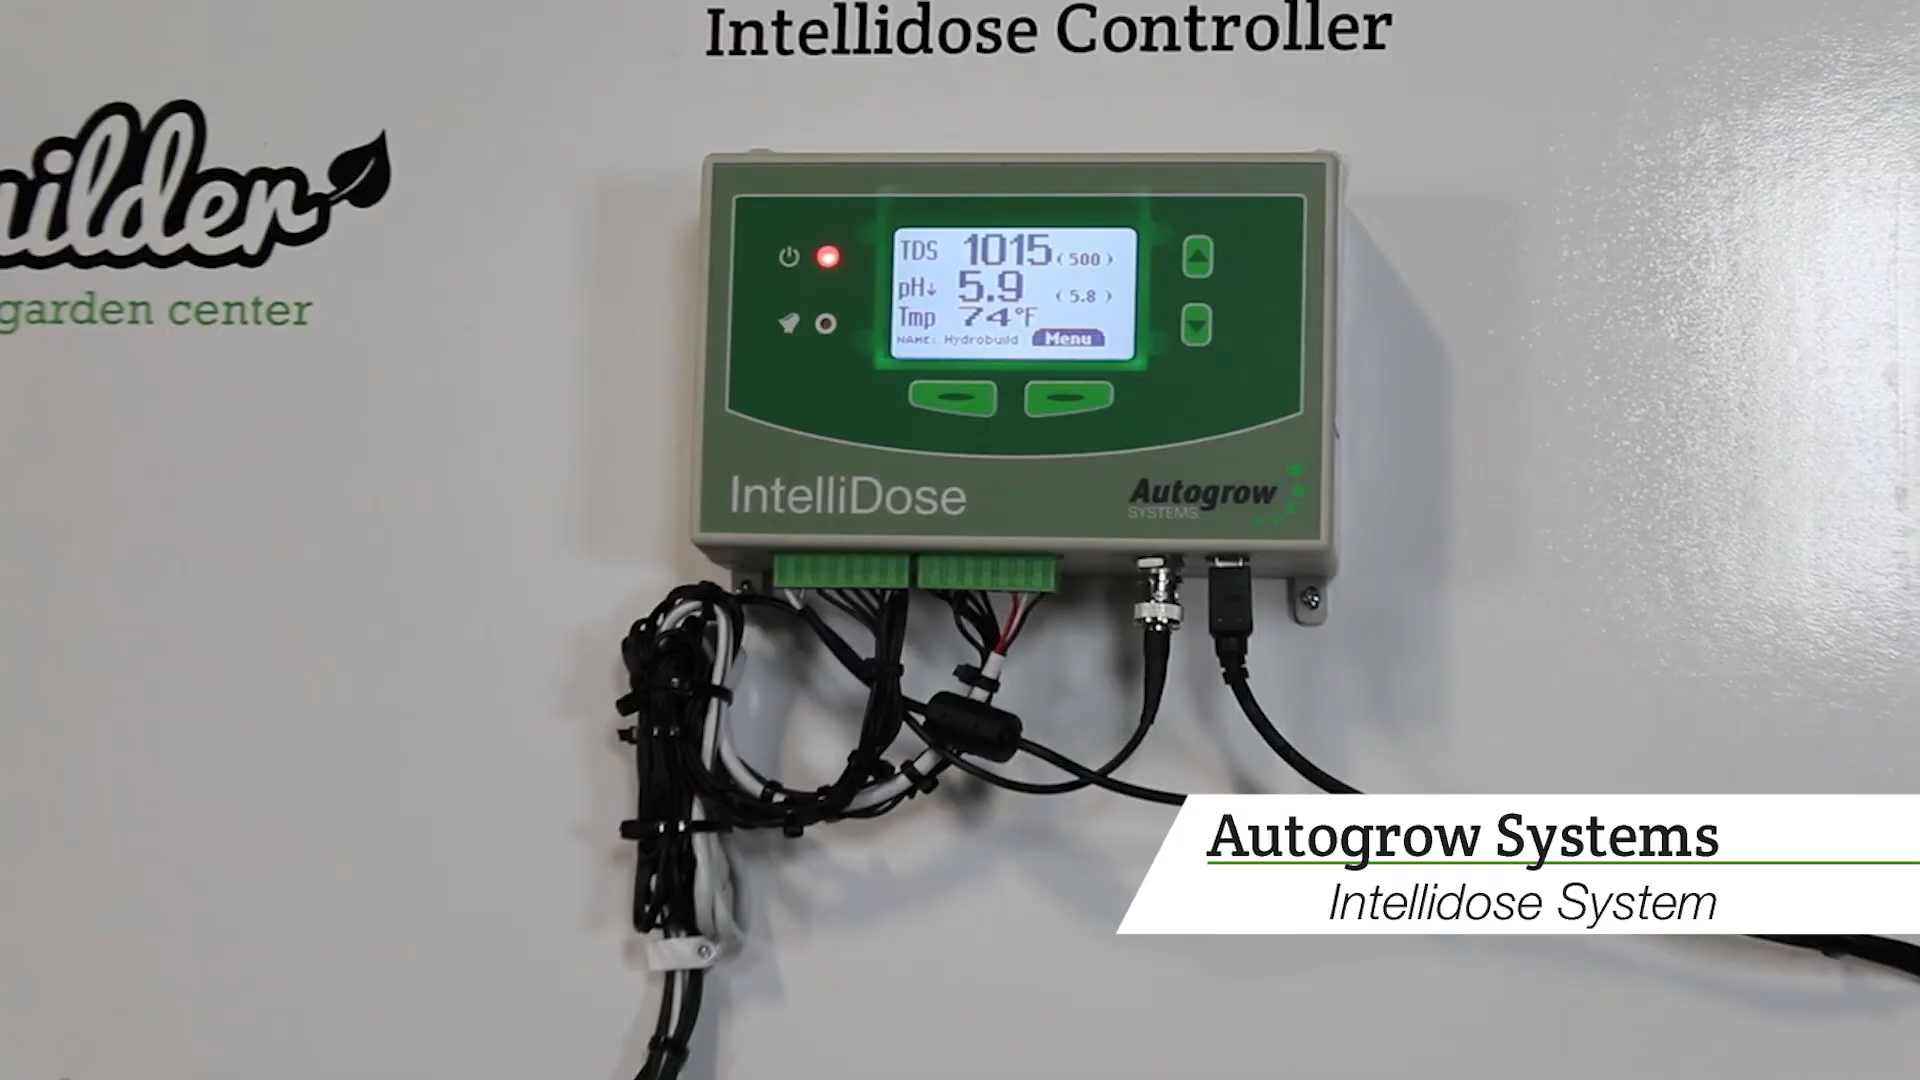 Intellidose Controller
uilder
garden center
TDS 1015 (500)
pH↓ 5.9 (5.8)
Tmp 74°F
NAME: Hydrobuild Menu
IntelliDose
Autogrow
SYSTEMS
Autogrow Systems
Intellidose System